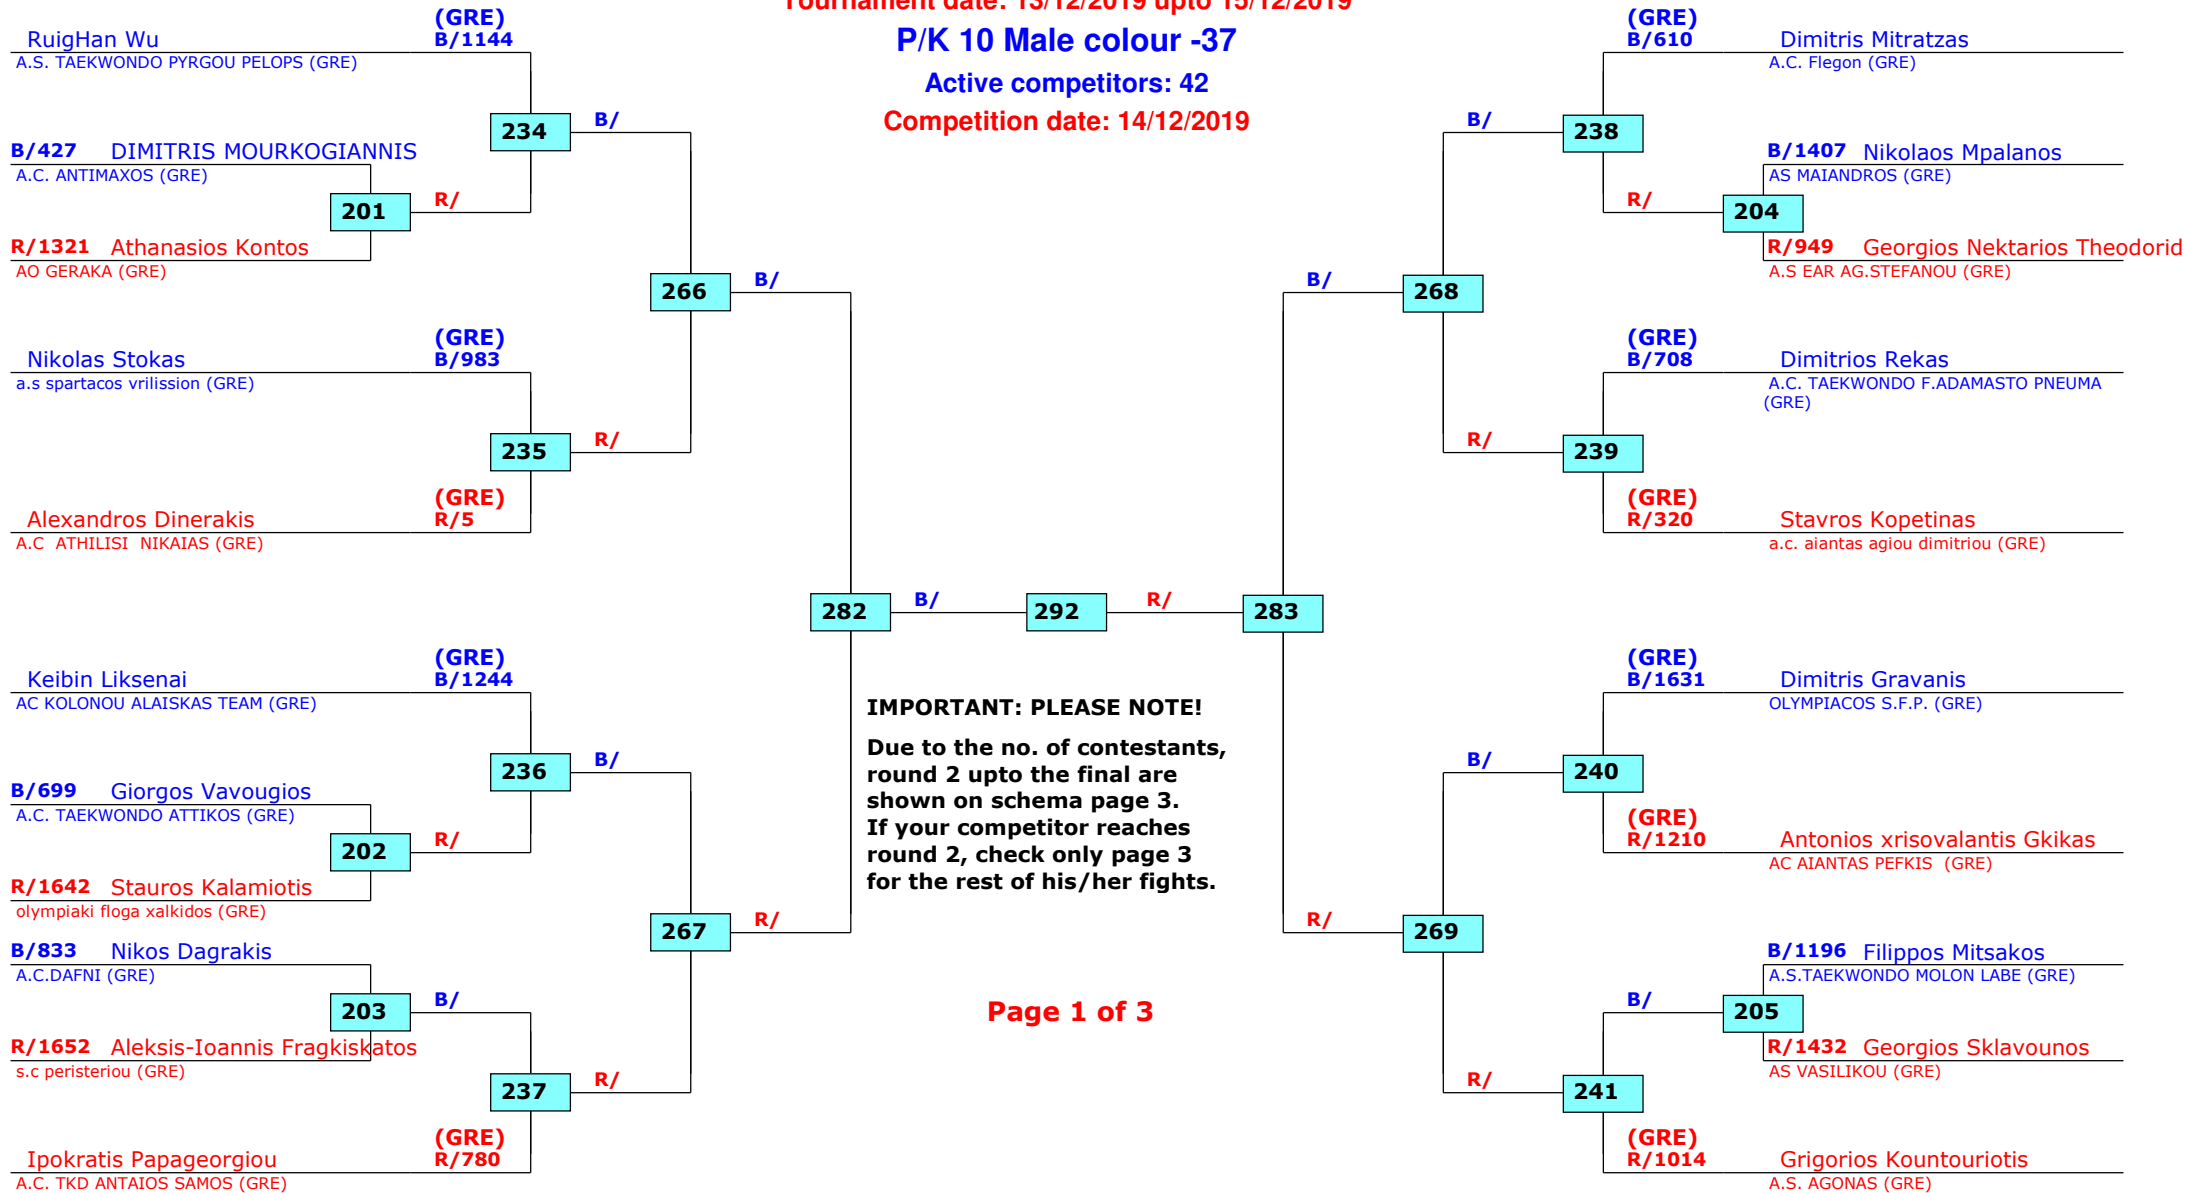 Tournament date: 13/12/2019 upto 15/12/2019
P/K 10 Male colour -37
Active competitors: 42
Competition date: 14/12/2019
(GRE)
RuigHan Wu B/1144
A.S. TAEKWONDO PYRGOU PELOPS (GRE)
234 B/
B/427 DIMITRIS MOURKOGIANNIS
A.C. ANTIMAXOS (GRE)
201 R/
R/1321 Athanasios Kontos
AO GERAKA (GRE)
266 B/
(GRE)
Nikolas Stokas B/983
a.s spartacos vrilission (GRE)
235 R/
(GRE)
Alexandros Dinerakis R/5
A.C ATHILISI NIKAIAS (GRE)
282 B/ 292 R/ 283
(GRE)
Keibin Liksenai B/1244
AC KOLONOU ALAISKAS TEAM (GRE)
236 B/
B/699 Giorgos Vavougios
A.C. TAEKWONDO ATTIKOS (GRE)
202 R/
R/1642 Stauros Kalamiotis
olympiaki floga xalkidos (GRE)
267 R/
B/833 Nikos Dagrakis
A.C.DAFNI (GRE)
203 B/
R/1652 Aleksis-Ioannis Fragkiskatos
s.c peristeriou (GRE)
237 R/
(GRE)
Ipokratis Papageorgiou R/780
A.C. TKD ANTAIOS SAMOS (GRE)
IMPORTANT: PLEASE NOTE!
Due to the no. of contestants,
round 2 upto the final are
shown on schema page 3.
If your competitor reaches
round 2, check only page 3
for the rest of his/her fights.
Page 1 of 3
(GRE)
B/610 Dimitris Mitratzas
A.C. Flegon (GRE)
B/ 238
B/1407 Nikolaos Mpalanos
AS MAIANDROS (GRE)
R/ 204
R/949 Georgios Nektarios Theodorid
A.S EAR AG.STEFANOU (GRE)
B/ 268
(GRE)
B/708 Dimitrios Rekas
A.C. TAEKWONDO F.ADAMASTO PNEUMA
(GRE)
R/ 239
(GRE)
R/320 Stavros Kopetinas
a.c. aiantas agiou dimitriou (GRE)
(GRE)
B/1631 Dimitris Gravanis
OLYMPIACOS S.F.P. (GRE)
B/ 240
(GRE)
R/1210 Antonios xrisovalantis Gkikas
AC AIANTAS PEFKIS (GRE)
R/ 269
B/1196 Filippos Mitsakos
A.S.TAEKWONDO MOLON LABE (GRE)
B/ 205
R/1432 Georgios Sklavounos
AS VASILIKOU (GRE)
R/ 241
(GRE)
R/1014 Grigorios Kountouriotis
A.S. AGONAS (GRE)